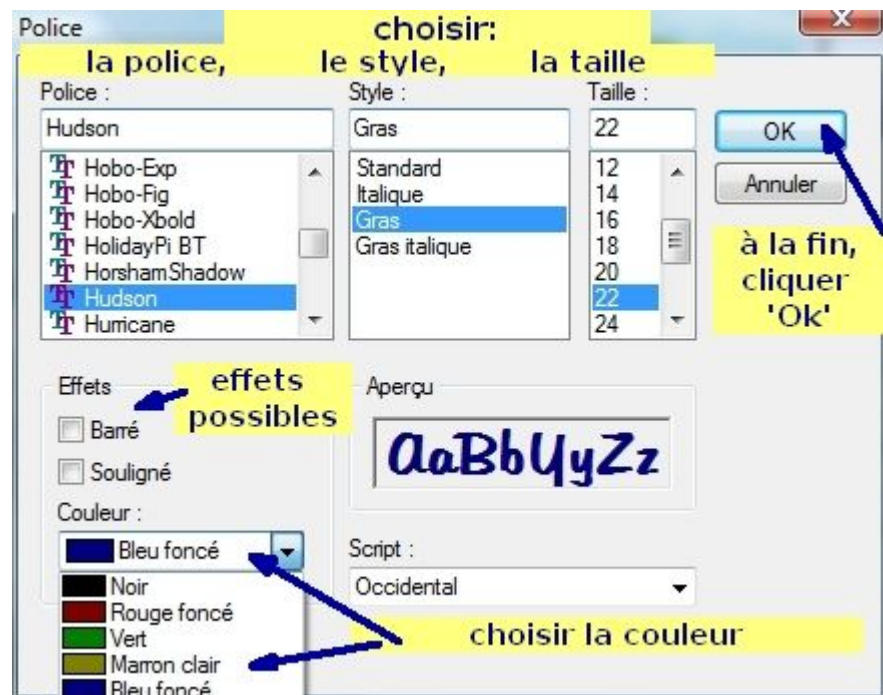 Police
choisir:
la police, le style, la taille
Police : Style : Taille :
Hudson Gras 22 OK
Hobo-Exp Standard 12
Hobo-Fig Italique 14 Annuler
Hobo-Xbold Gras 16
HolidayPi BT Gras italique 18
HorshamShadow 20
Hudson 22
Hurricane 24
à la fin,
cliquer
'Ok'
Effets effets
possibles
Aperçu
Barré
Souligné
AaBbYyZz
Couleur :
Bleu foncé
Script :
Occidental
Noir
Rouge foncé
Vert
Marron clair
Bleu foncé
choisir la couleur